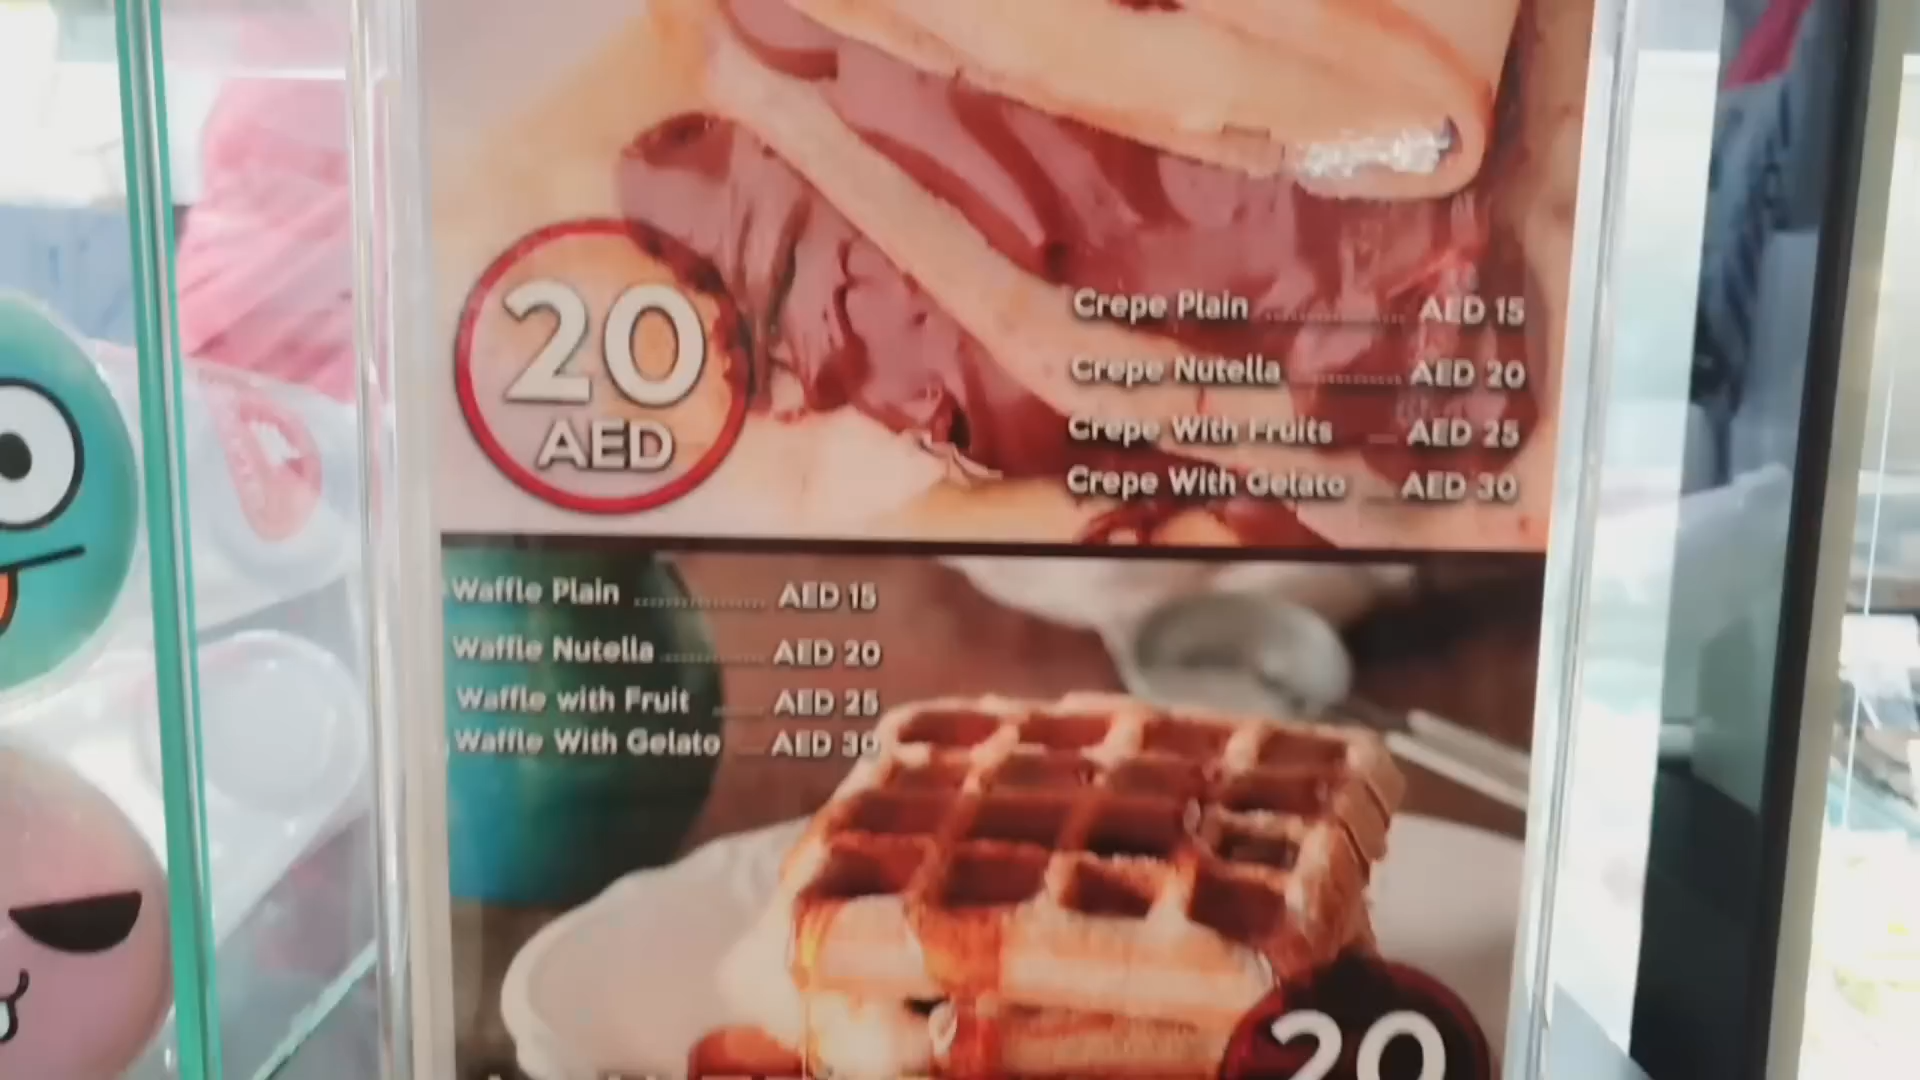 20
AED
Crepe Plain AED 15
Crepe Nutella AED 20
Crepe With Fruits AED 25
Crepe With Gelato AED 30
Waffle Plain AED 15
Waffle Nutella AED 20
Waffle with Fruit AED 25
Waffle With Gelato AED 30
20